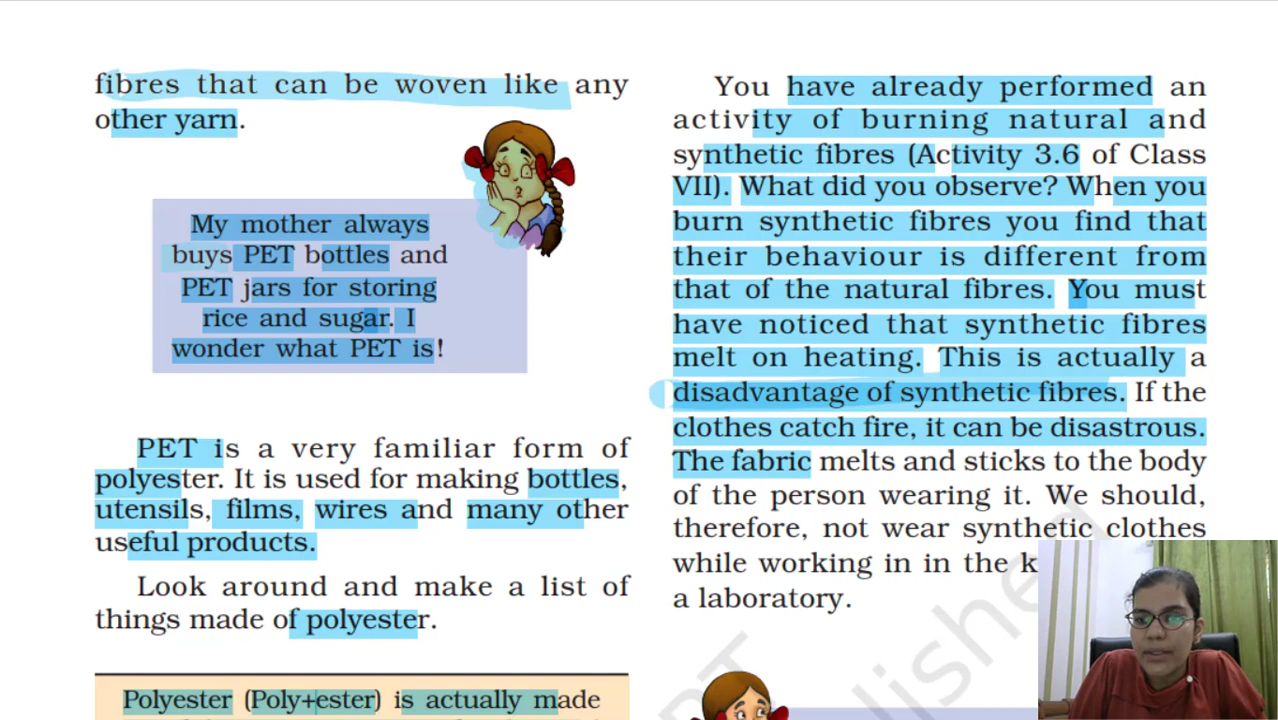 fibres that can be woven like any
other yarn.
My mother always
buys PET bottles and
PET jars for storing
rice and sugar. I
wonder what PET is!
PET is a very familiar form of
polyester. It is used for making bottles,
utensils, films, wires and many other
useful products.
Look around and make a list of
things made of polyester.
Polyester (Poly+ester) is actually made
You have already performed an
activity of burning natural and
synthetic fibres (Activity 3.6 of Class
VII). What did you observe? When you
burn synthetic fibres you find that
their behaviour is different from
that of the natural fibres. You must
have noticed that synthetic fibres
melt on heating. This is actually a
disadvantage of synthetic fibres. If the
clothes catch fire, it can be disastrous.
The fabric melts and sticks to the body
of the person wearing it. We should,
therefore, not wear synthetic clothes
while working in in the
a laboratory.